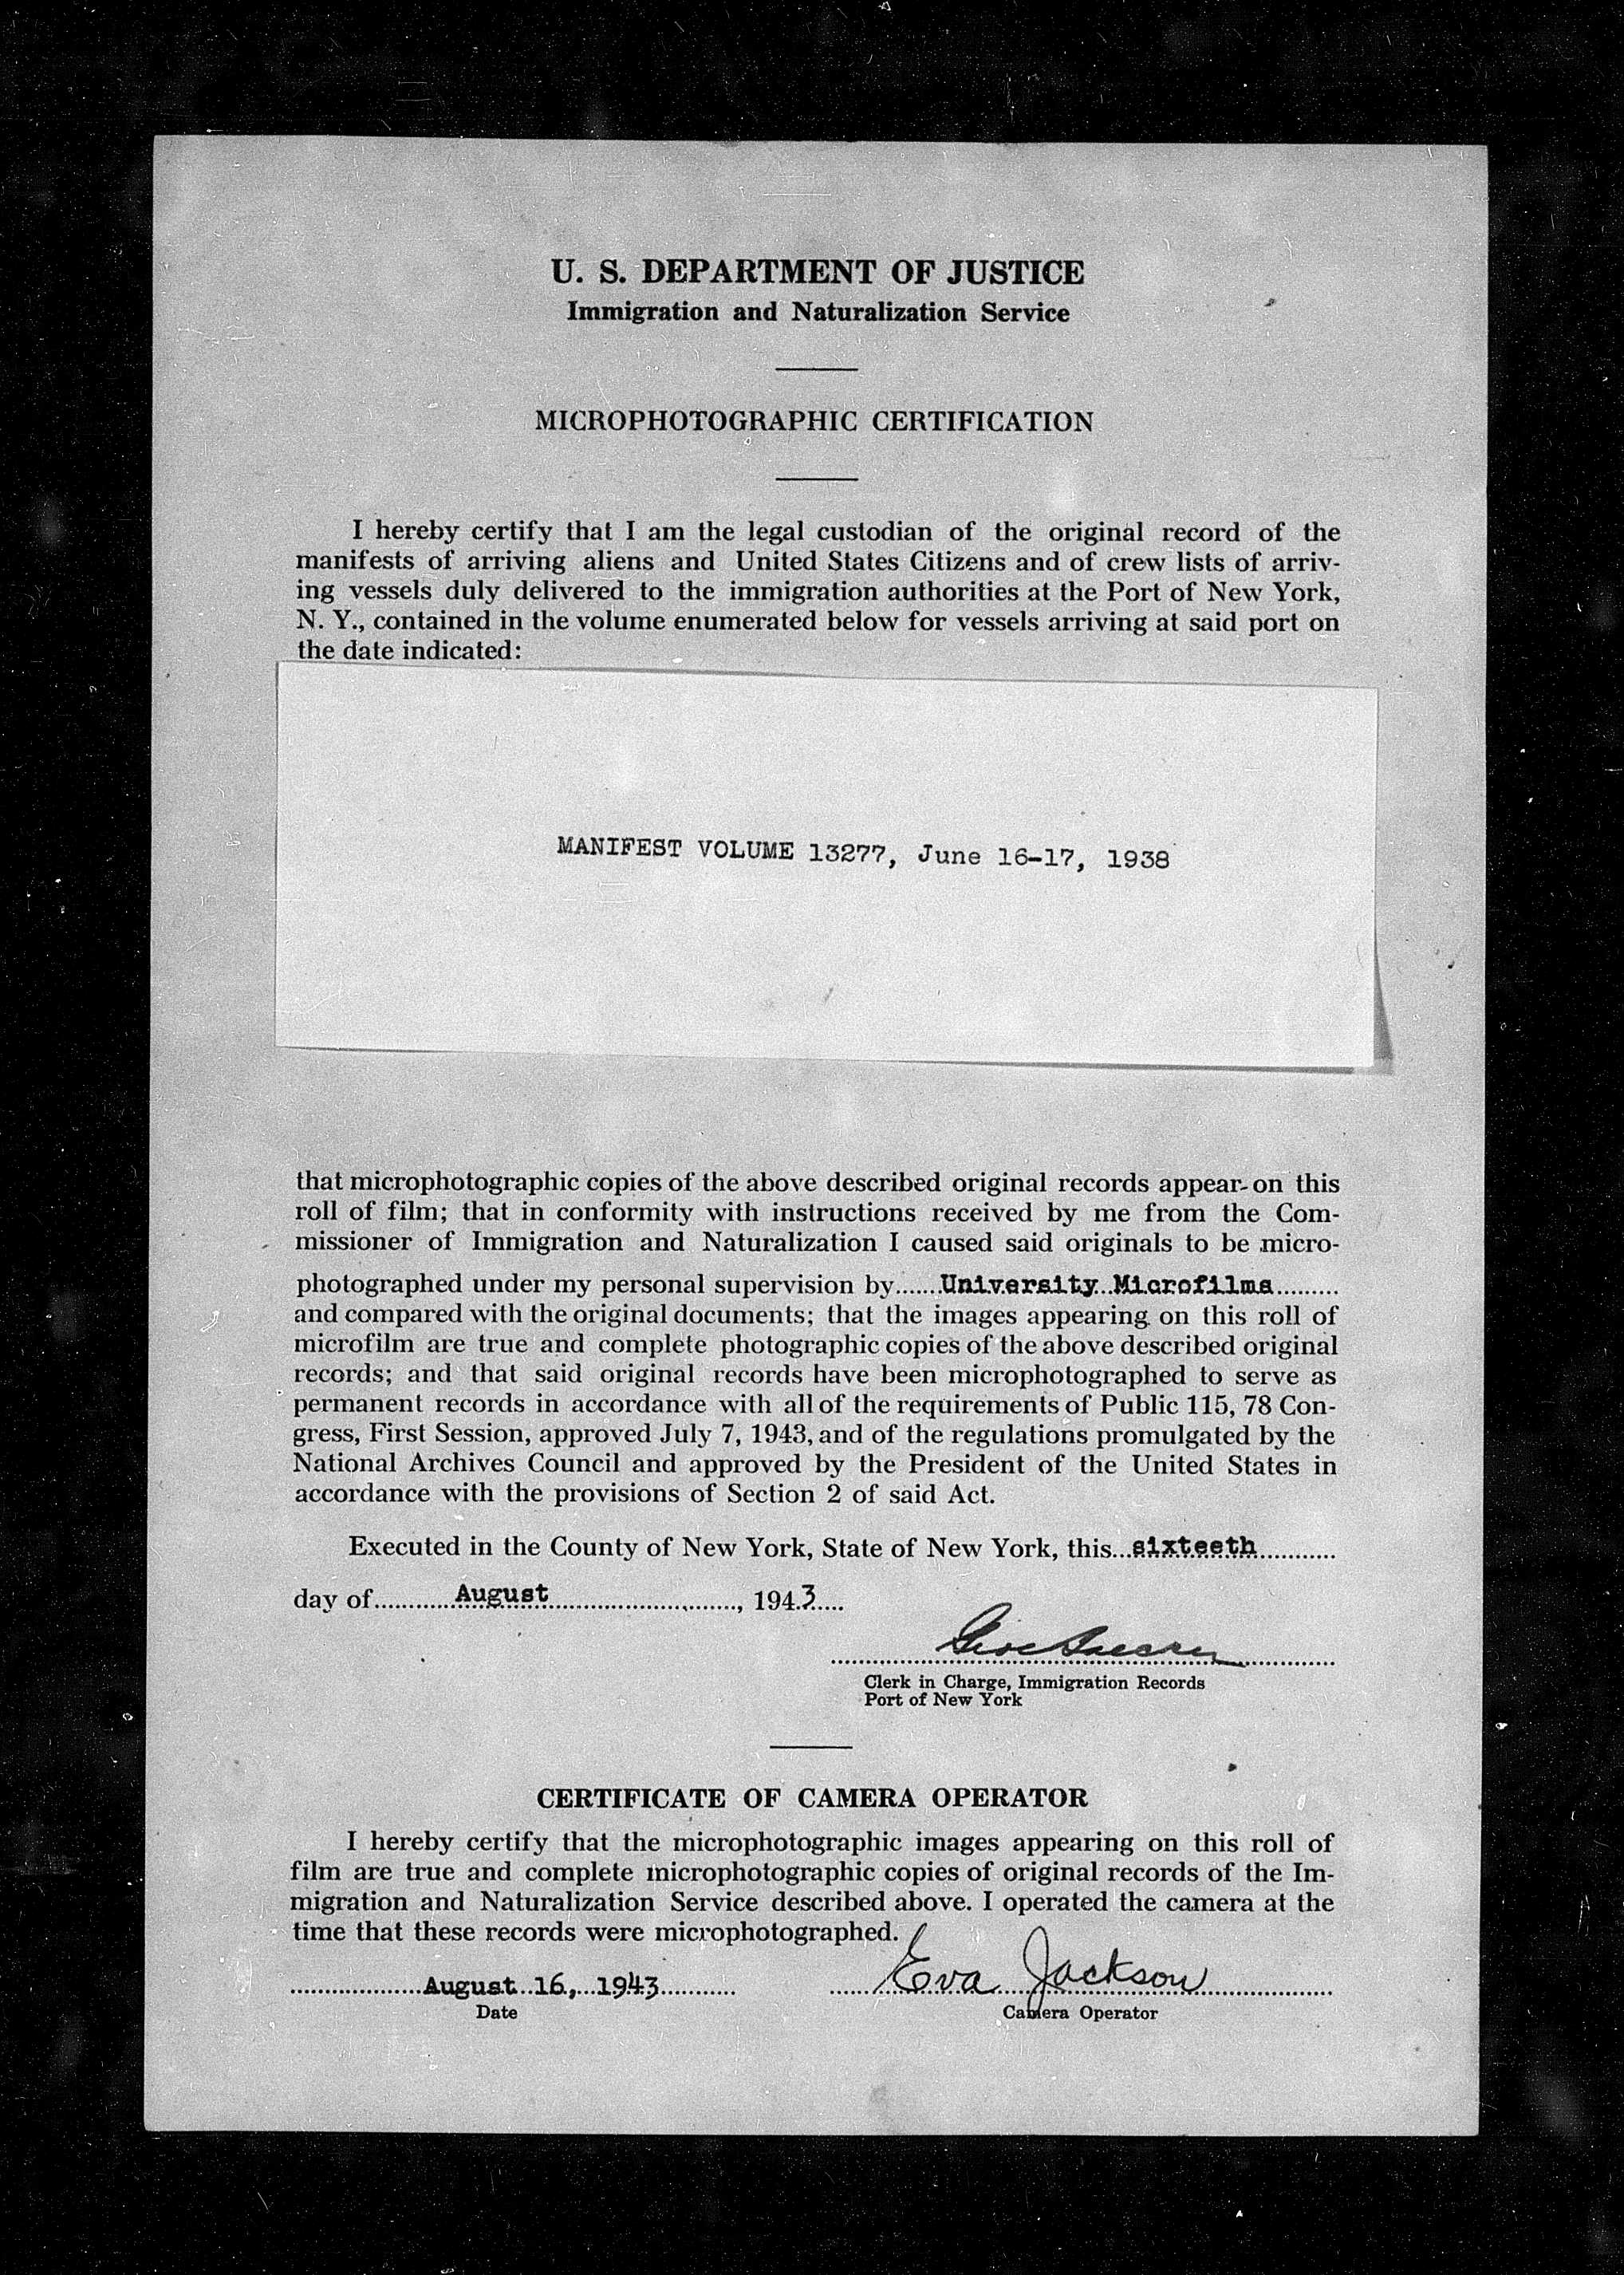 U. S. DEPARTMENT OF JUSTICE
Immigration and Naturalization Service
MICROPHOTOGRAPHIC CERTIFICATION
I hereby certify that I am the legal custodian of the original record of the
manifests of arriving aliens and United States Citizens and of crew lists of arriv-
ing vessels duly delivered to the immigration authorities at the Port of New York,
N. Y., contained in the volume enumerated below for vessels arriving at said port on
the date indicated:
MANIFEST VOLUME 13277, June 16-17, 1938
that microphotographic copies of the above described original records appear on this
roll of film; that in conformity with instructions received by me from the Com-
missioner of Immigration and Naturalization I caused said originals to be micro-
photographed under my personal supervision by University Microfilms
and compared with the original documents; that the images appearing on this roll of
microfilm are true and complete photographic copies of the above described original
records; and that said original records have been microphotographed to serve as
permanent records in accordance with all of the requirements of Public 115, 78 Con-
gress, First Session, approved July 7, 1943, and of the regulations promulgated by the
National Archives Council and approved by the President of the United States in
accordance with the provisions of Section 2 of said Act.
Executed in the County of New York, State of New York, this sixteeth
day of August, 1943
Clerk in Charge, Immigration Records
Port of New York
CERTIFICATE OF CAMERA OPERATOR
I hereby certify that the microphotographic images appearing on this roll of
film are true and complete microphotographic copies of original records of the Im-
migration and Naturalization Service described above. I operated the camera at the
time that these records were microphotographed.
August 16, 1943 Eva Jackson
Date Camera Operator